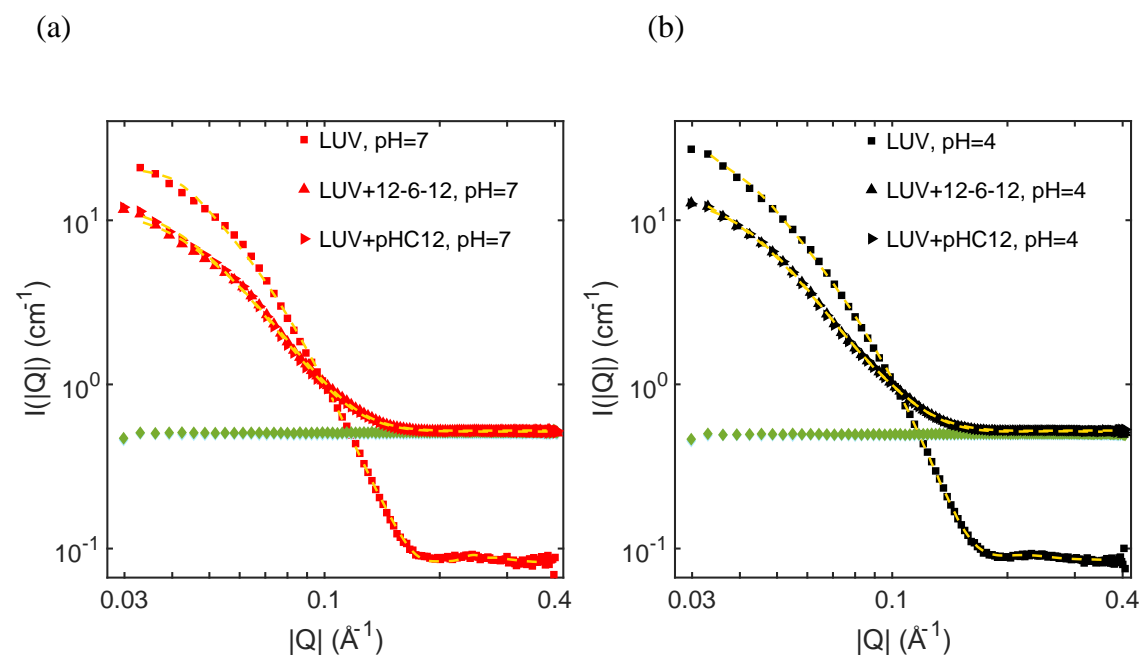 (a)
(b)
LUV, pH=7
LUV+12-6-12, pH=7
LUV+pHC12, pH=7
10^1
10^0
10^-1
I(|Q|) (cm^-1)
0.03
0.1
0.4
|Q| (Å^-1)
LUV, pH=4
LUV+12-6-12, pH=4
LUV+pHC12, pH=4
10^1
10^0
10^-1
I(|Q|) (cm^-1)
0.03
0.1
0.4
|Q| (Å^-1)